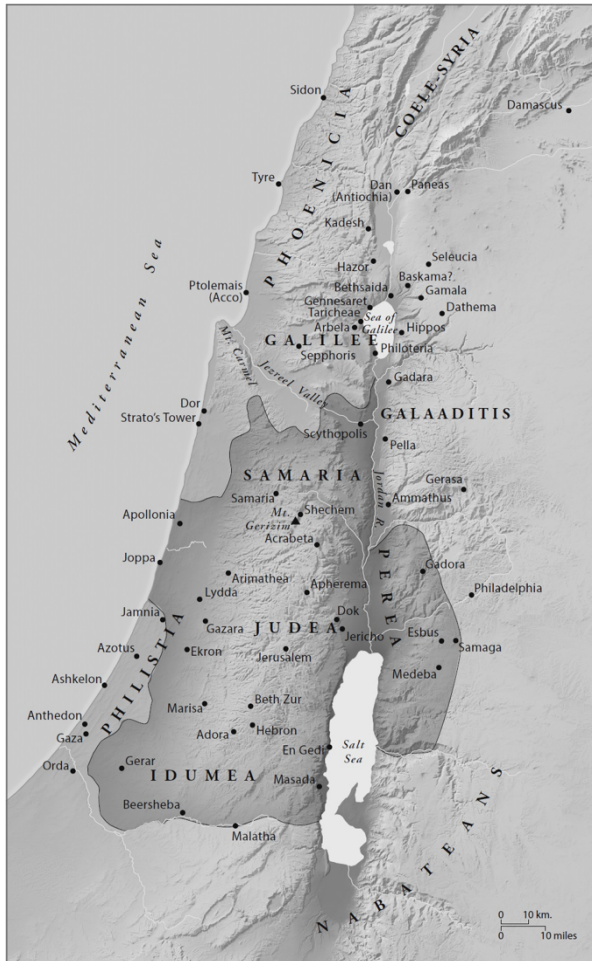 COELE-SYRIA
Sidon
Damascus
PHOENICIA
Tyre
Dan
(Antiochia)
Paneas
Kadesh
Mediterranean Sea
Hazor
Seleucia
Baskama?
Ptolemais
(Acco)
Bethsaida
Gamala
Gennesaret
Taricheae
Dathema
Sea of
Galilee
Arbela
Hippos
GALILEE
Mt. Carmel
Sepphoris
Philoteria
Jezreel Valley
Gadara
Dor
GALAADITIS
Strato's Tower
Scythopolis
Pella
SAMARIA
Jordan R.
Gerasa
Samaria
Ammathus
Shechem
Mt.
Gerizim
Apollonia
Acrabeta
PEREA
Joppa
Arimathea
Gadora
Apherema
Philadelphia
Lydda
Jamnia
Gazara
Dok
JUDEA
Jericho
Esbus
Samaga
PHILISTIA
Azotus
Ekron
Jerusalem
Medeba
Ashkelon
Marisa
Beth Zur
Anthedon
Hebron
Gaza
Adora
En Gedi
Salt
Sea
Orda
Gerar
IDUMEA
Masada
Beersheba
NABATEANS
Malatha
0 10 km.
0 10 miles